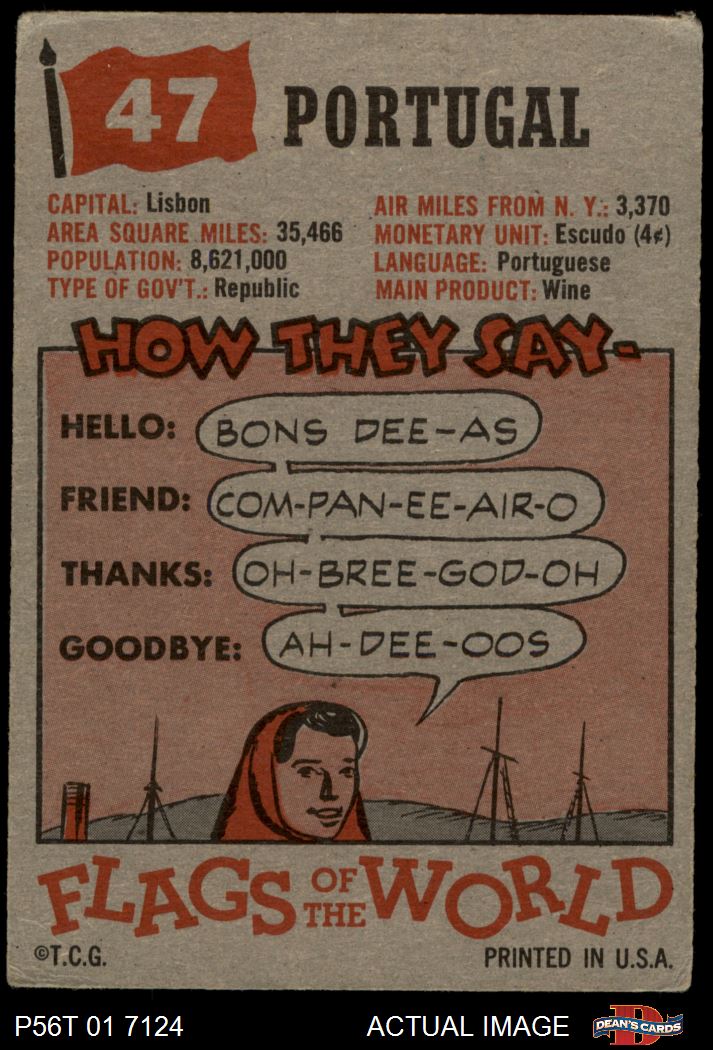 47 PORTUGAL
CAPITAL: Lisbon
AREA SQUARE MILES: 35,466
POPULATION: 8,621,000
TYPE OF GOV'T.: Republic
AIR MILES FROM N. Y.: 3,370
MONETARY UNIT: Escudo (4¢)
LANGUAGE: Portuguese
MAIN PRODUCT: Wine
HOW THEY SAY-
HELLO: BONS DEE-AS
FRIEND: COM-PAN-EE-AIR-O
THANKS: OH-BREE-GOD-OH
GOODBYE: AH-DEE-OOS
FLAGS OF THE WORLD
©T.C.G. PRINTED IN U.S.A.
P56T 01 7124 ACTUAL IMAGE D DEAN'S CARDS